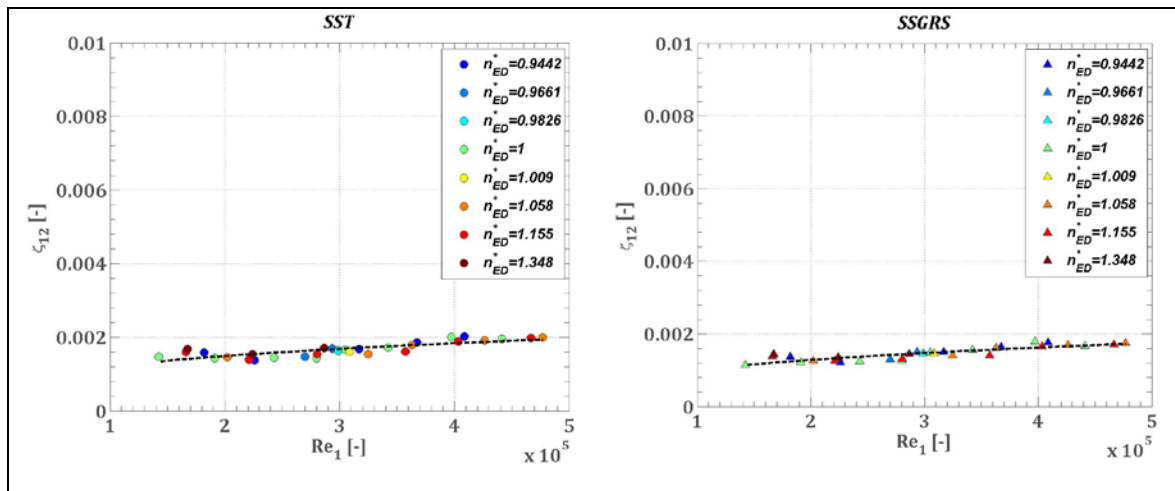 SST
0.01
0.008
0.006
0.004
0.002
0
ζ12 [-]
n*ED=0.9442
n*ED=0.9661
n*ED=0.9826
n*ED=1
n*ED=1.009
n*ED=1.058
n*ED=1.155
n*ED=1.348
1 2 3 4 5
Re1 [-]
x 10^5
SSGRS
0.01
0.008
0.006
0.004
0.002
0
ζ12 [-]
n*ED=0.9442
n*ED=0.9661
n*ED=0.9826
n*ED=1
n*ED=1.009
n*ED=1.058
n*ED=1.155
n*ED=1.348
1 2 3 4 5
Re1 [-]
x 10^5